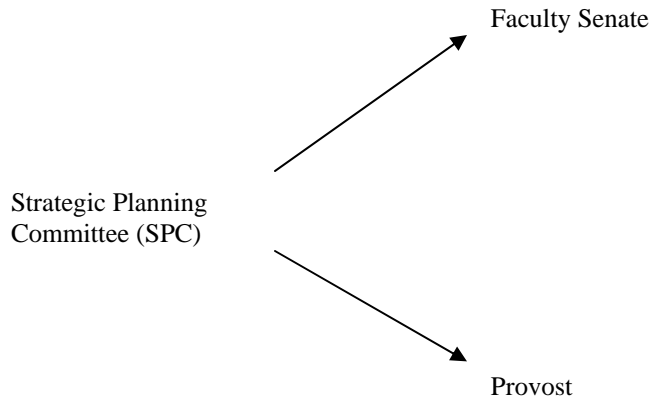 Faculty Senate
Strategic Planning
Committee (SPC)
Provost